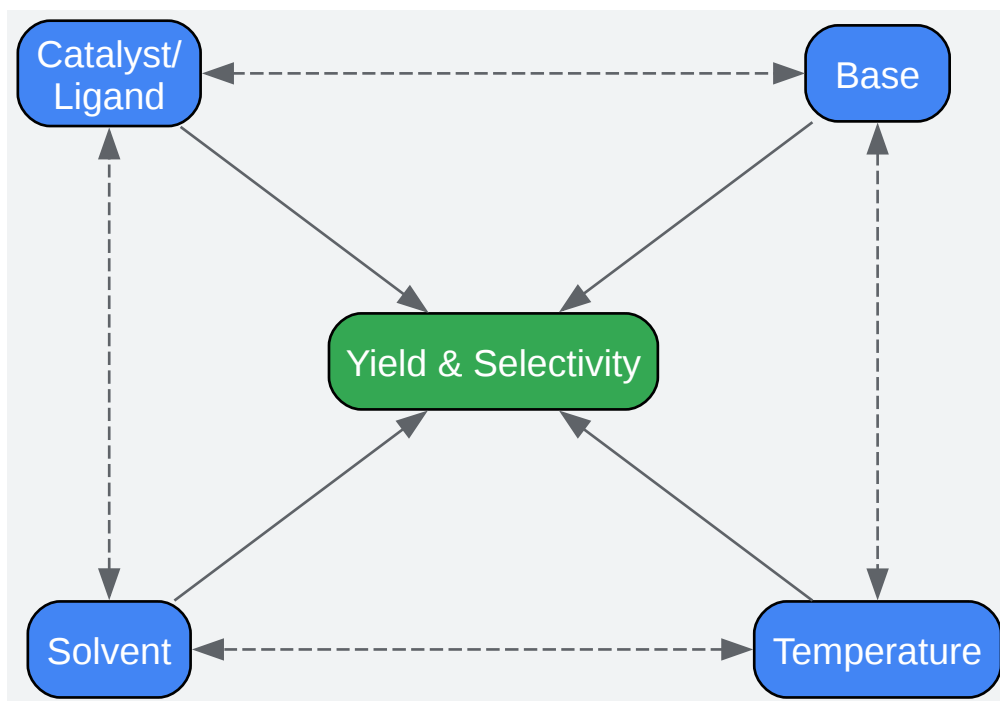 Catalyst/
Ligand
Base
Yield & Selectivity
Solvent
Temperature